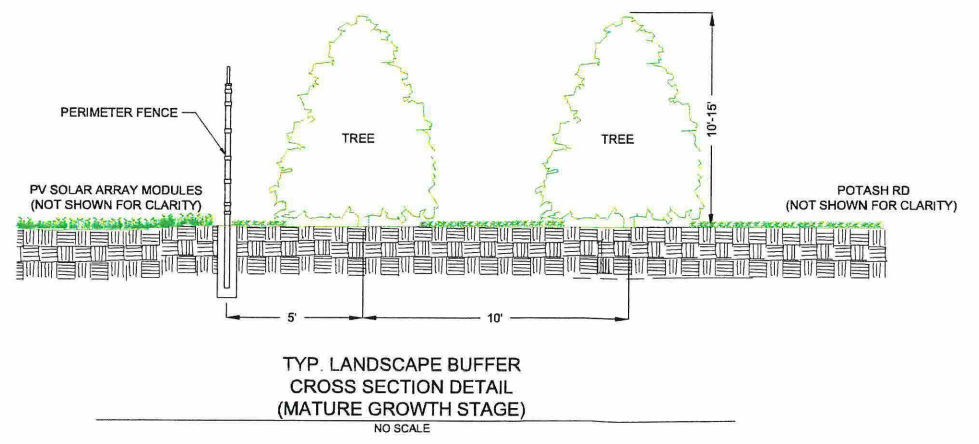 PERIMETER FENCE
TREE
TREE
10'-15'
PV SOLAR ARRAY MODULES
(NOT SHOWN FOR CLARITY)
POTASH RD
(NOT SHOWN FOR CLARITY)
5'
10'
TYP. LANDSCAPE BUFFER
CROSS SECTION DETAIL
(MATURE GROWTH STAGE)
NO SCALE